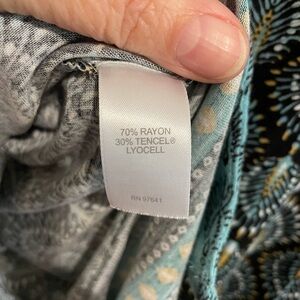 70% RAYON
30% TENCEL®
LYOCELL
RN 97641